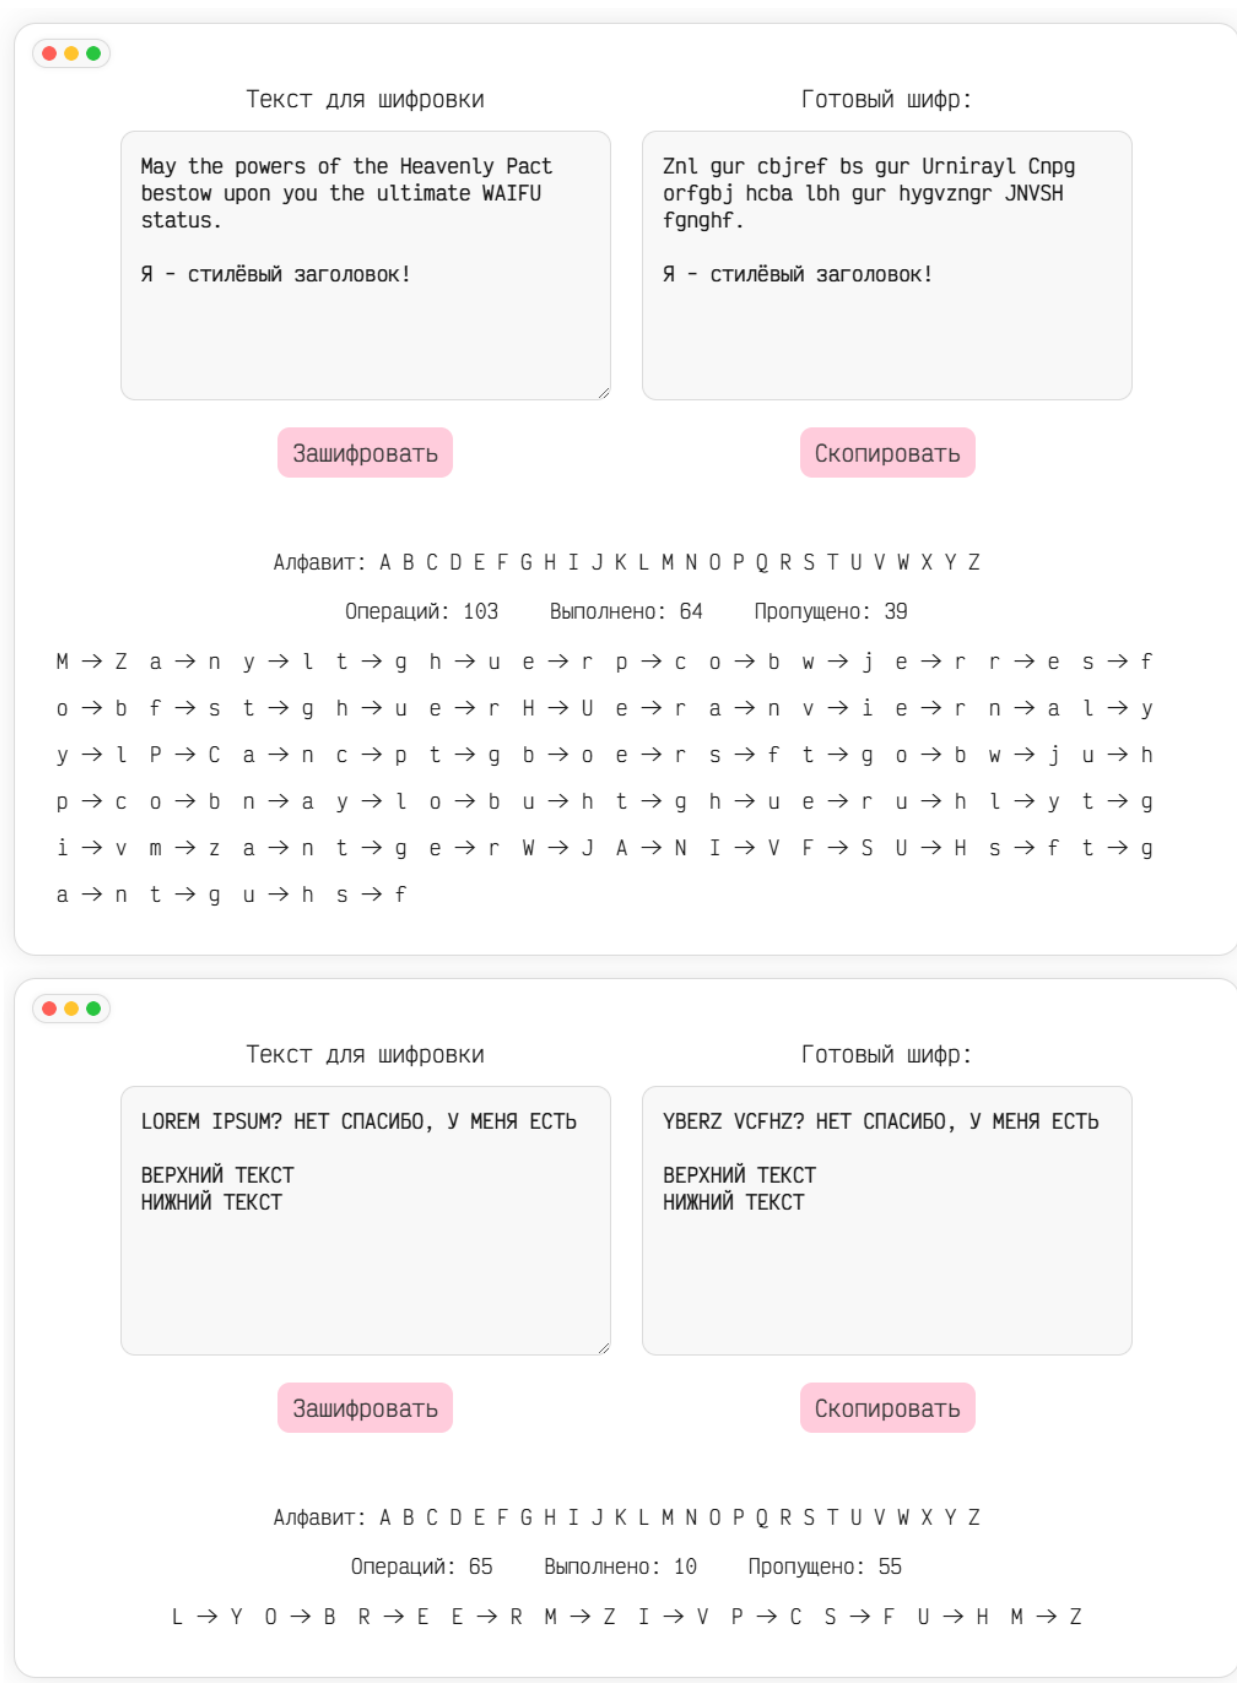 Текст для шифровки
Готовый шифр:
May the powers of the Heavenly Pact
bestow upon you the ultimate WAIFU
status.
Я - стилёвый заголовок!
Znl gur cbjref bs gur Urnirayl Cnpg
orfgbj hcba lbh gur hygvzngr JNVSH
fgnghf.
Я - стилёвый заголовок!
Зашифровать
Скопировать
Алфавит: A B C D E F G H I J K L M N O P Q R S T U V W X Y Z
Операций: 103 Выполнено: 64 Пропущено: 39
M → Z a → n y → l t → g h → u e → r p → c o → b w → j e → r r → e s → f
o → b f → s t → g h → u e → r H → U e → r a → n v → i e → r n → a l → y
y → l P → C a → n c → p t → g b → o e → r s → f t → g o → b w → j u → h
p → c o → b n → a y → l o → b u → h t → g h → u e → r u → h l → y t → g
i → v m → z a → n t → g e → r W → J A → N I → V F → S U → H s → f t → g
a → n t → g u → h s → f
Текст для шифровки
Готовый шифр:
LOREM IPSUM? НЕТ СПАСИБО, У МЕНЯ ЕСТЬ
ВЕРХНИЙ ТЕКСТ
НИЖНИЙ ТЕКСТ
YBERZ VCFHZ? НЕТ СПАСИБО, У МЕНЯ ЕСТЬ
ВЕРХНИЙ ТЕКСТ
НИЖНИЙ ТЕКСТ
Зашифровать
Скопировать
Алфавит: A B C D E F G H I J K L M N O P Q R S T U V W X Y Z
Операций: 65 Выполнено: 10 Пропущено: 55
L → Y O → B R → E E → R M → Z I → V P → C S → F U → H M → Z